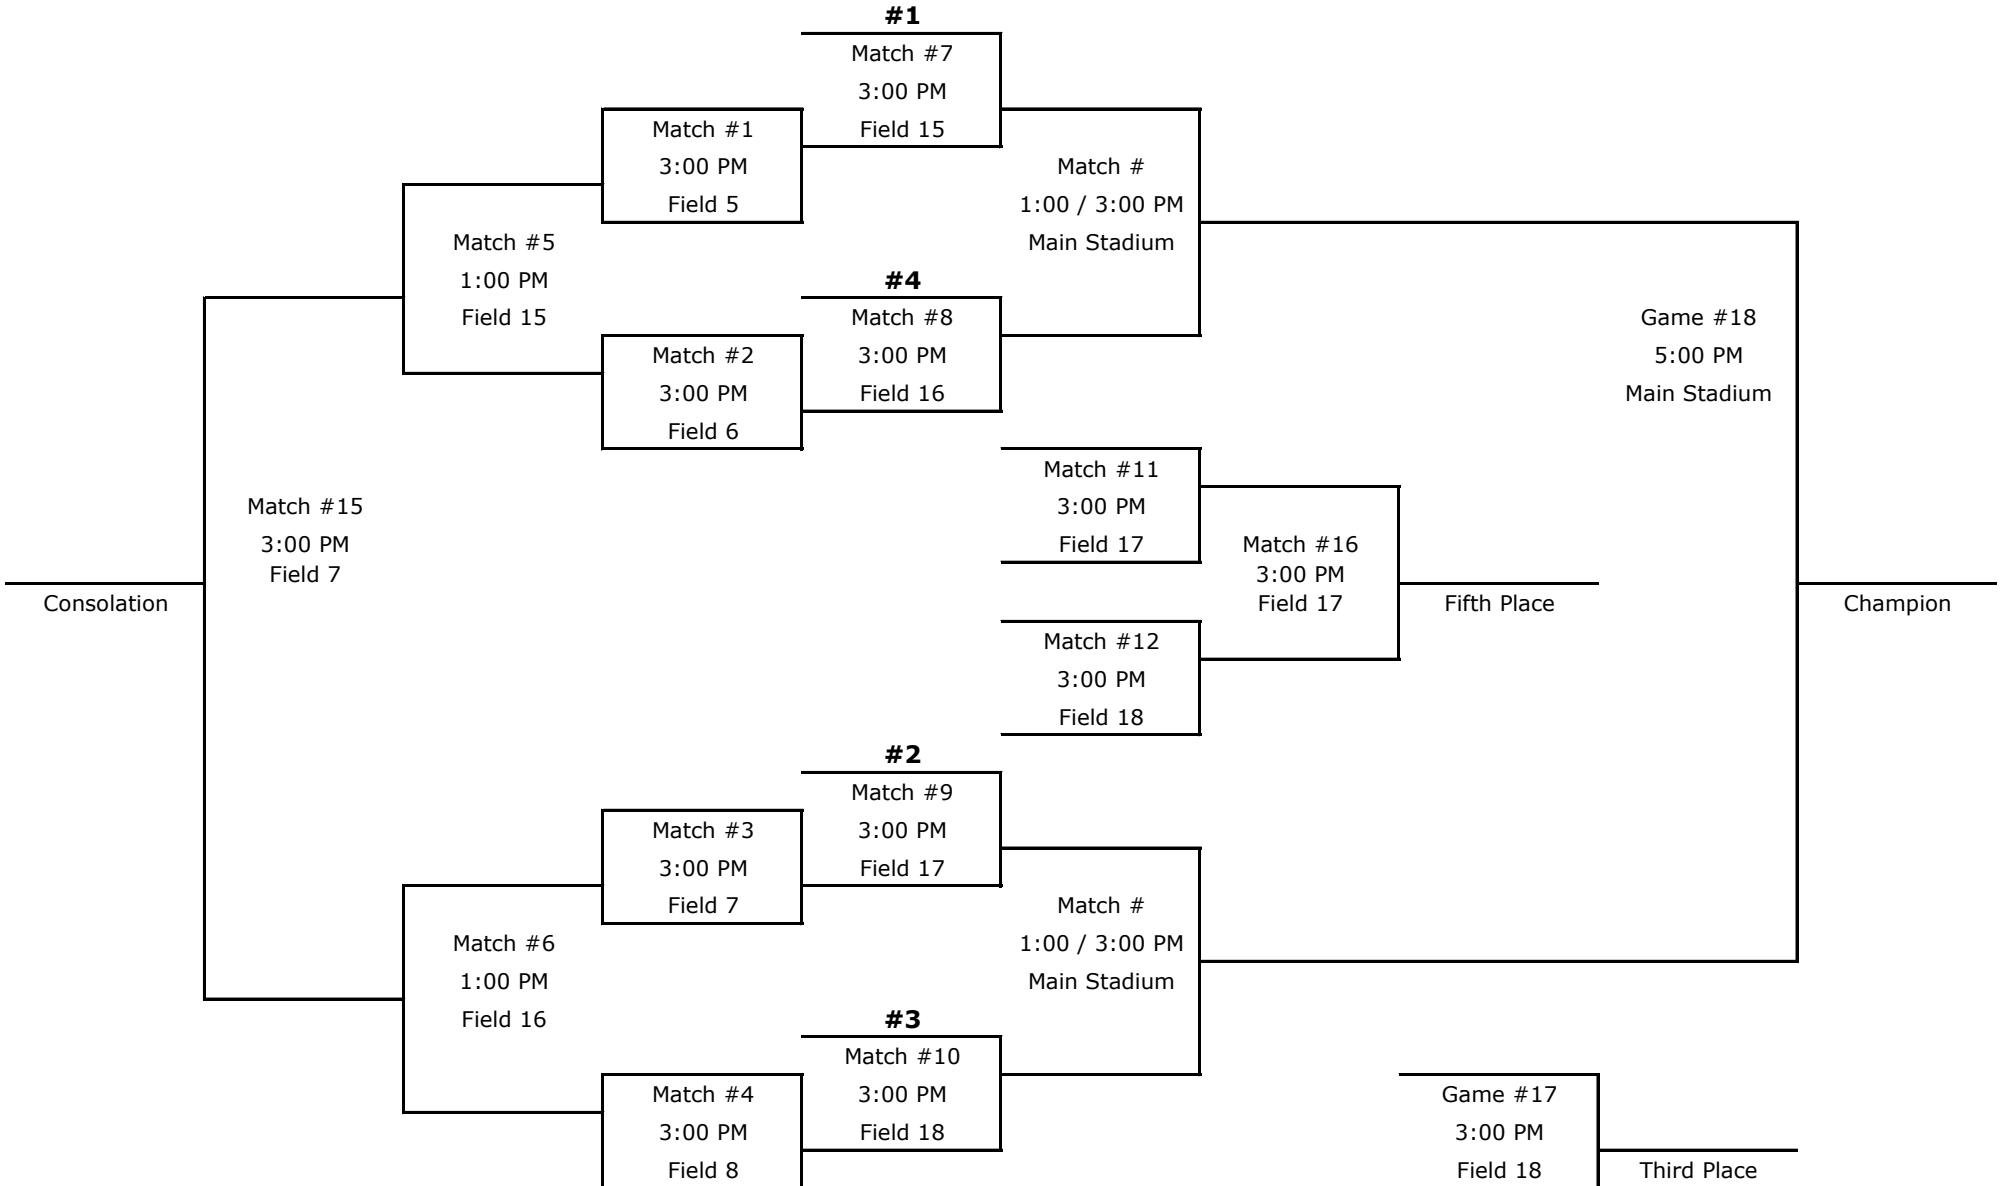 #1
Match #7
3:00 PM
Field 15
Match #1
3:00 PM
Field 5
Match #
1:00 / 3:00 PM
Main Stadium
Match #5
1:00 PM
Field 15
#4
Match #8
3:00 PM
Field 16
Match #2
3:00 PM
Field 6
Game #18
5:00 PM
Main Stadium
Match #11
3:00 PM
Field 17
Match #15
3:00 PM
Field 7
Consolation
Match #16
3:00 PM
Field 17
Fifth Place
Champion
Match #12
3:00 PM
Field 18
#2
Match #9
3:00 PM
Field 17
Match #3
3:00 PM
Field 7
Match #
1:00 / 3:00 PM
Main Stadium
Match #6
1:00 PM
Field 16
#3
Match #10
3:00 PM
Field 18
Match #4
3:00 PM
Field 8
Game #17
3:00 PM
Field 18
Third Place